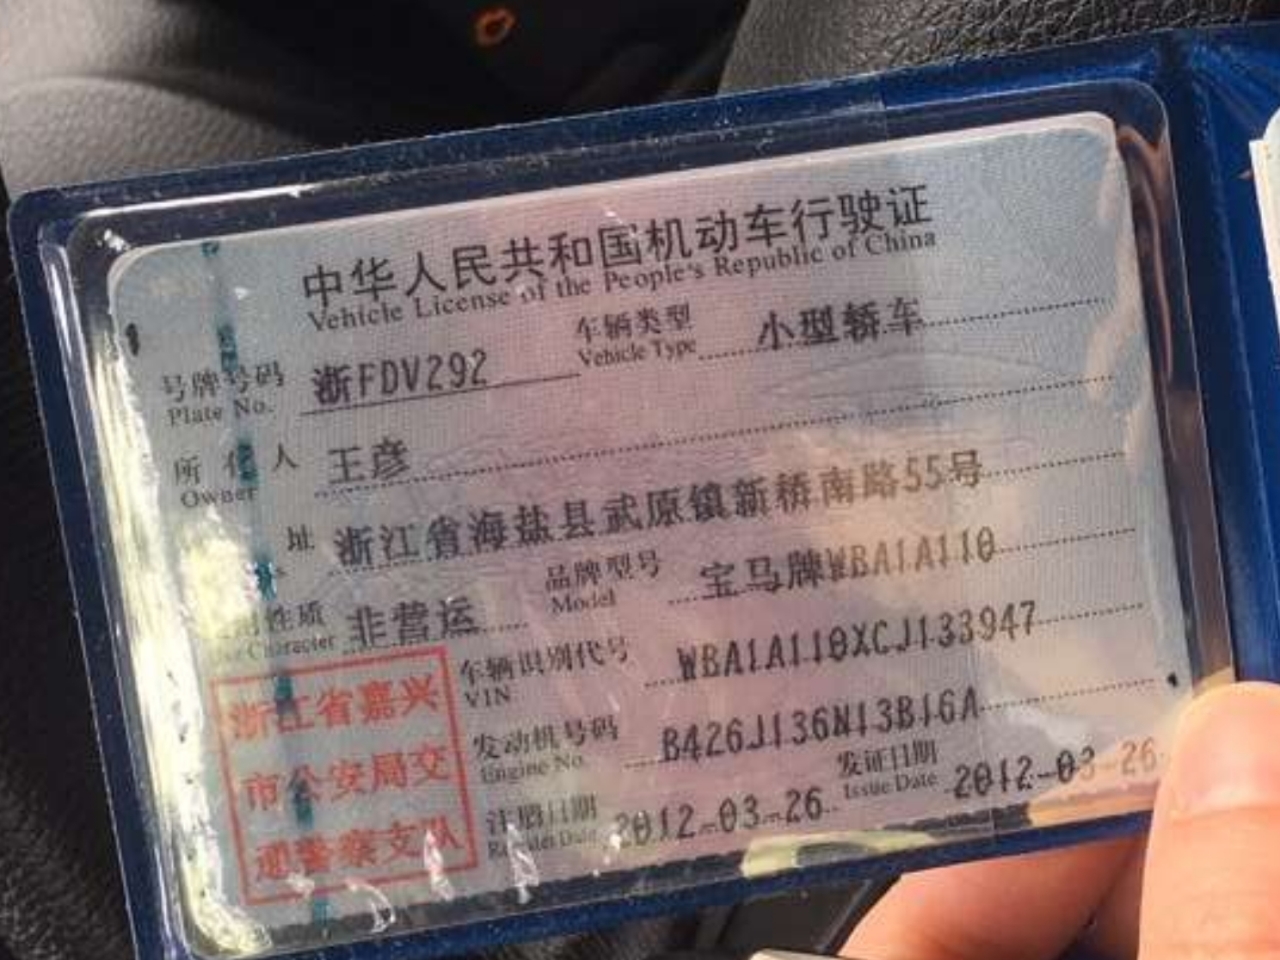 中华人民共和国机动车行驶证
Vehicle License of the People's Republic of China
号牌号码 浙FDV292 车辆类型 小型轿车
Plate No. Vehicle Type
所 有 人 王彦
Owner
址 浙江省海盐县武原镇新桥南路55号
性质 非营运 品牌型号 宝马牌WBA1A110
Character Model
车辆识别代号 WBA1A110XCJ133947
VIN
发动机号码 B426J136N13B16A
Engine No.
注册日期 2012-03-26 发证日期 2012-03-26
Register Date Issue Date
浙江省嘉兴
市公安局交
通警察支队